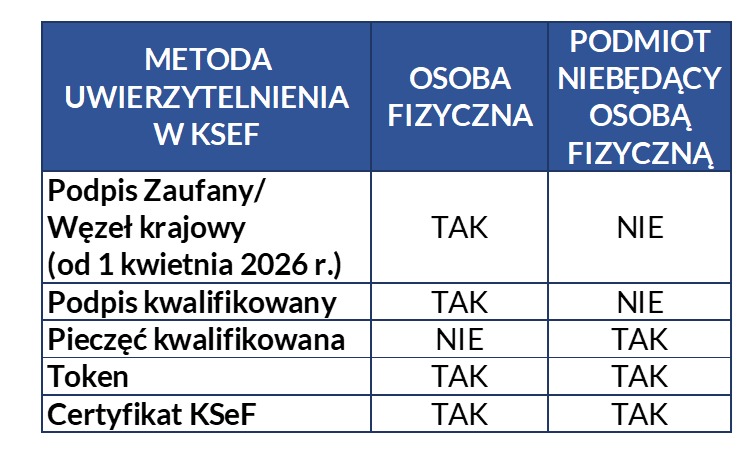 METODA
UWIERZYTELNIENIA
W KSEF
OSOBA
FIZYCZNA
PODMIOT
NIEBĘDĄCY
OSOBĄ
FIZYCZNĄ
Podpis Zaufany/
Węzeł krajowy
(od 1 kwietnia 2026 r.)
TAK
NIE
Podpis kwalifikowany
TAK
NIE
Pieczęć kwalifikowana
NIE
TAK
Token
TAK
TAK
Certyfikat KSeF
TAK
TAK